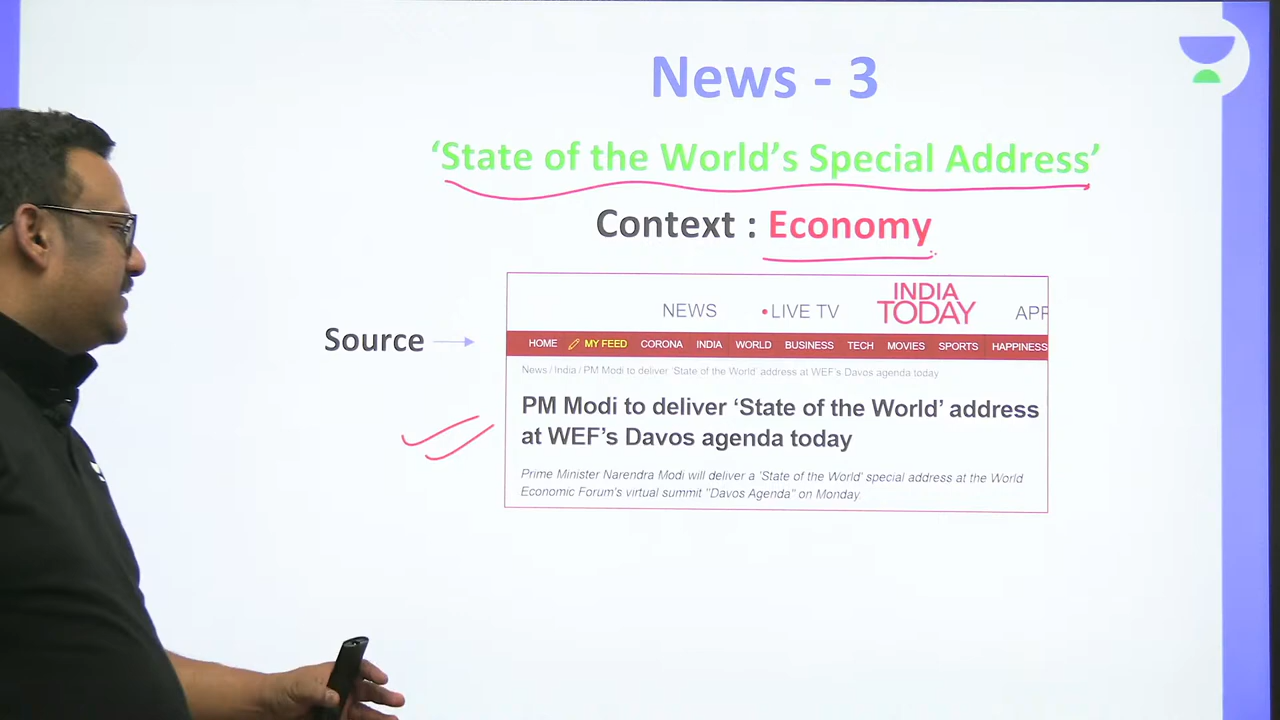 News - 3
‘State of the World’s Special Address’
Context : Economy
Source
NEWS
•LIVE TV
INDIA
TODAY
HOME MY FEED CORONA INDIA WORLD BUSINESS TECH MOVIES SPORTS HAPPINESS
News / India / PM Modi to deliver 'State of the World' address at WEF's Davos agenda today
PM Modi to deliver ‘State of the World’ address
at WEF’s Davos agenda today
Prime Minister Narendra Modi will deliver a 'State of the World' special address at the World
Economic Forum's virtual summit "Davos Agenda" on Monday.